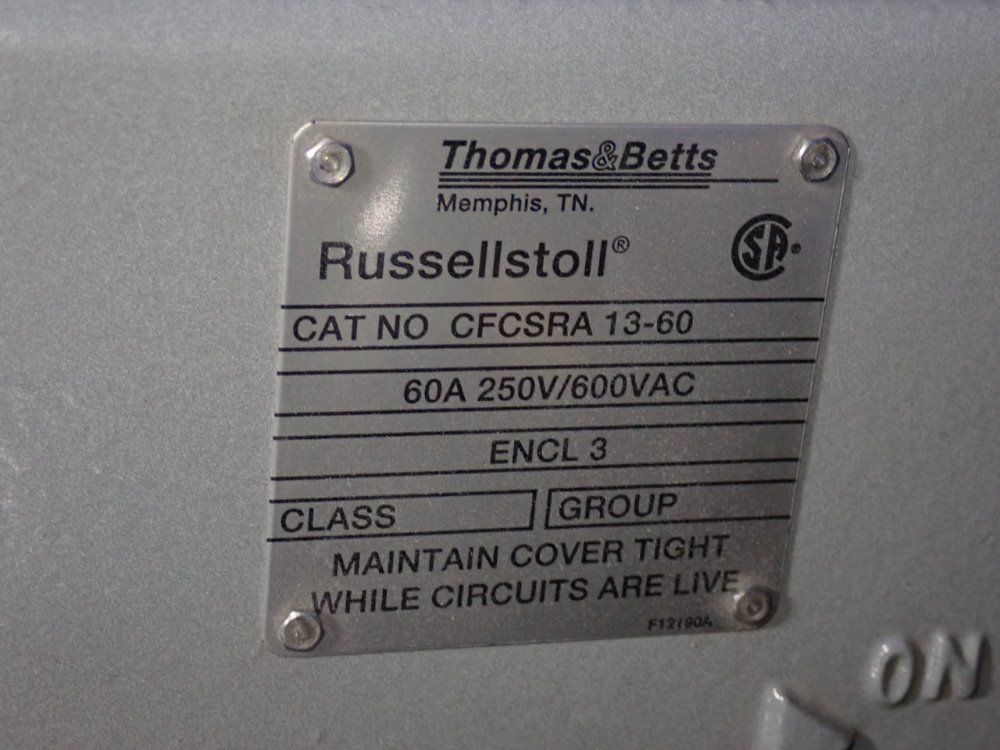 Thomas&Betts
Memphis, TN.
Russellstoll®
SA®
CAT NO CFCSRA 13-60
60A 250V/600VAC
ENCL 3
CLASS GROUP
MAINTAIN COVER TIGHT
WHILE CIRCUITS ARE LIVE
F12190A
ON